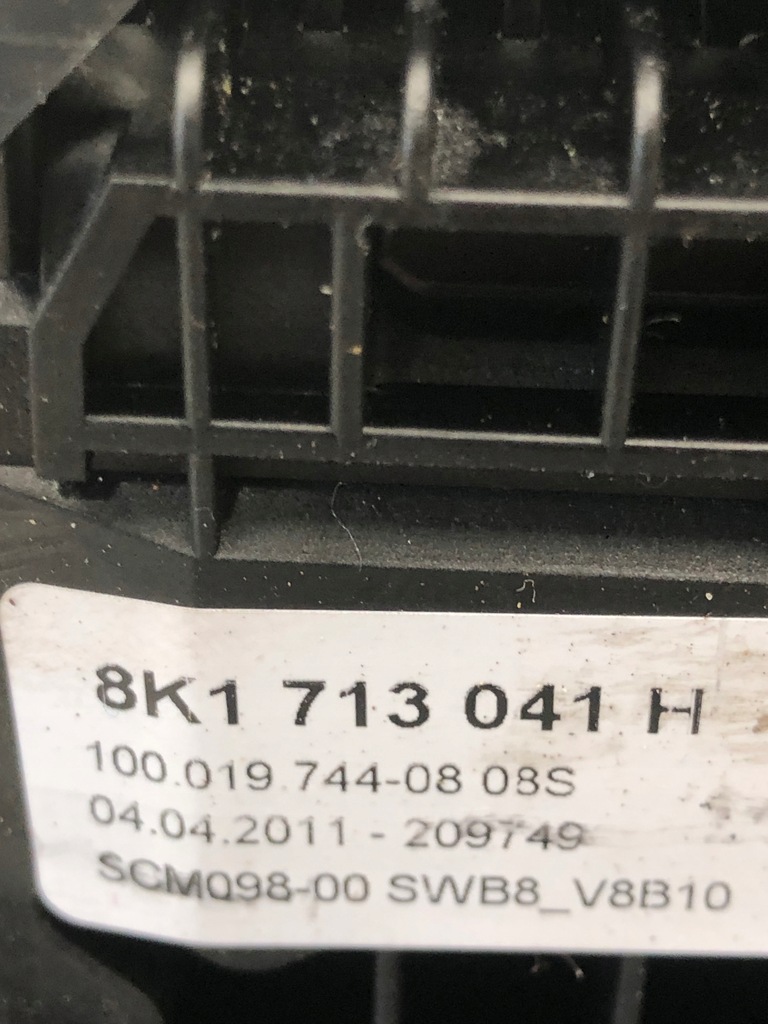 8K1 713 041 H
100.019.744-08 08S
04.04.2011 - 209749
SCM098-00 SWB8_V8B10